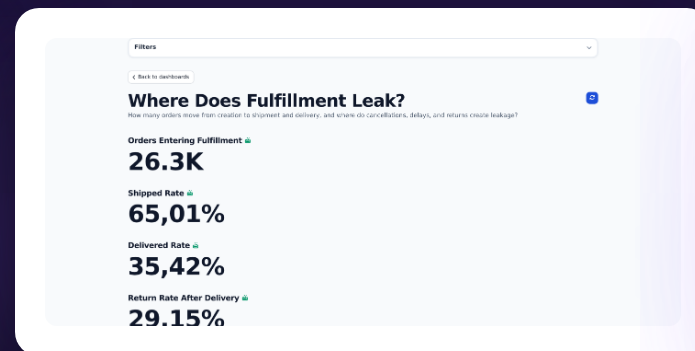 Filters
Back to dashboards
Where Does Fulfillment Leak?
How many orders move from creation to shipment and delivery, and where do cancellations, delays, and returns create leakage?
Orders Entering Fulfillment
26.3K
Shipped Rate
65,01%
Delivered Rate
35,42%
Return Rate After Delivery
29.15%